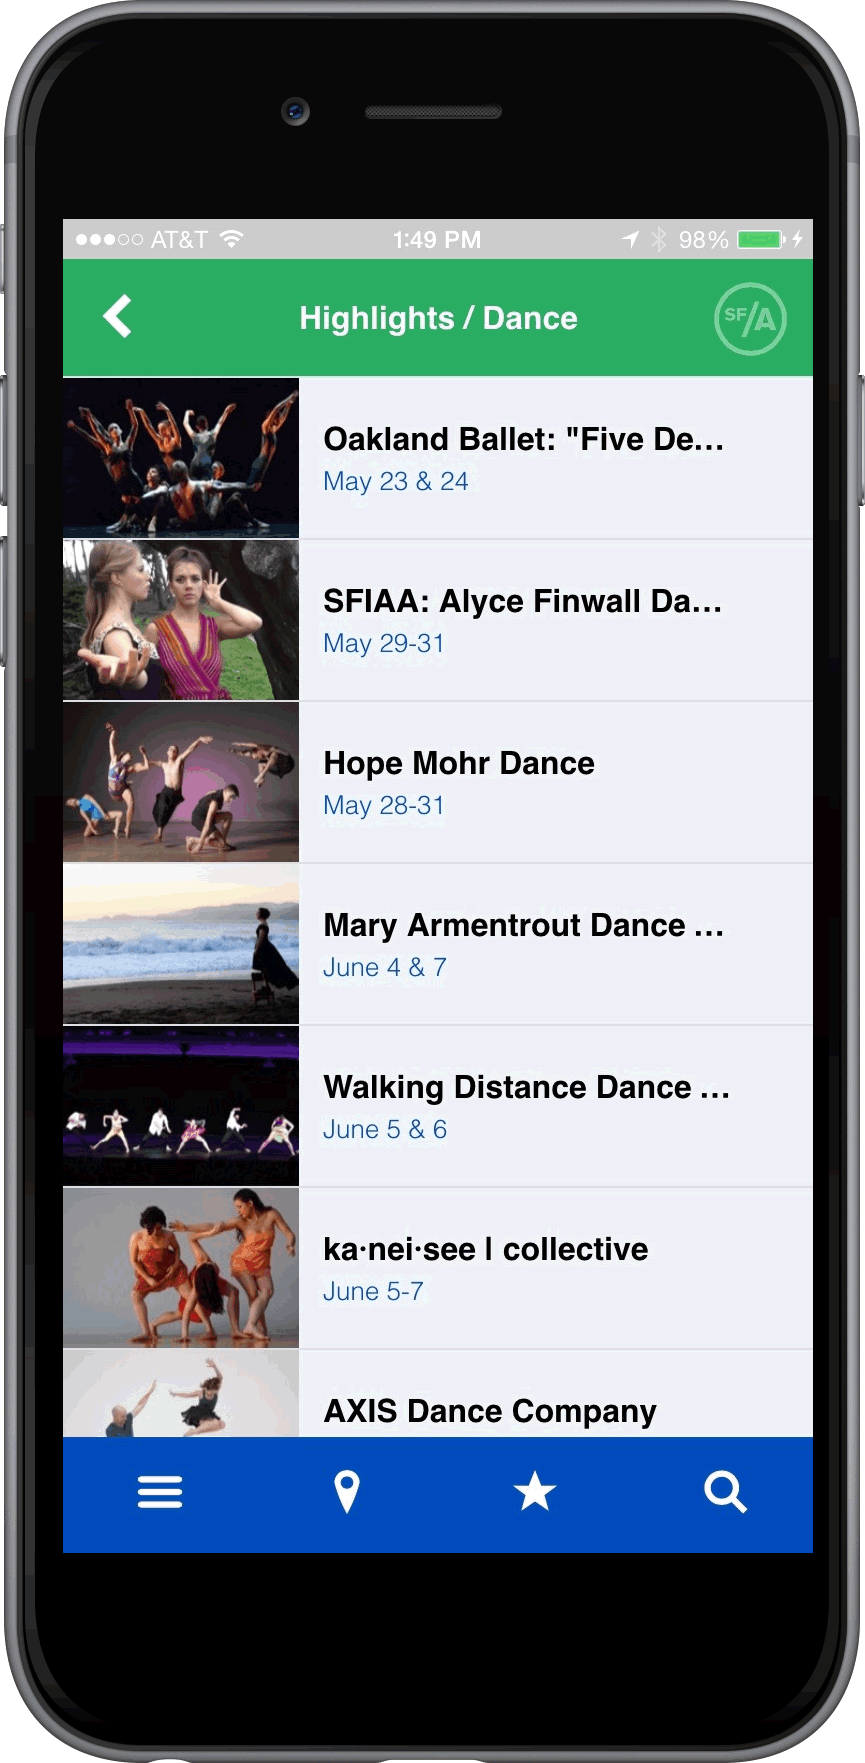 AT&T 1:49 PM 98%
Highlights / Dance
SF/A
Oakland Ballet: "Five De...
May 23 & 24
SFIAA: Alyce Finwall Da...
May 29-31
Hope Mohr Dance
May 28-31
Mary Armentrout Dance ...
June 4 & 7
Walking Distance Dance ...
June 5 & 6
ka·nei·see | collective
June 5-7
AXIS Dance Company